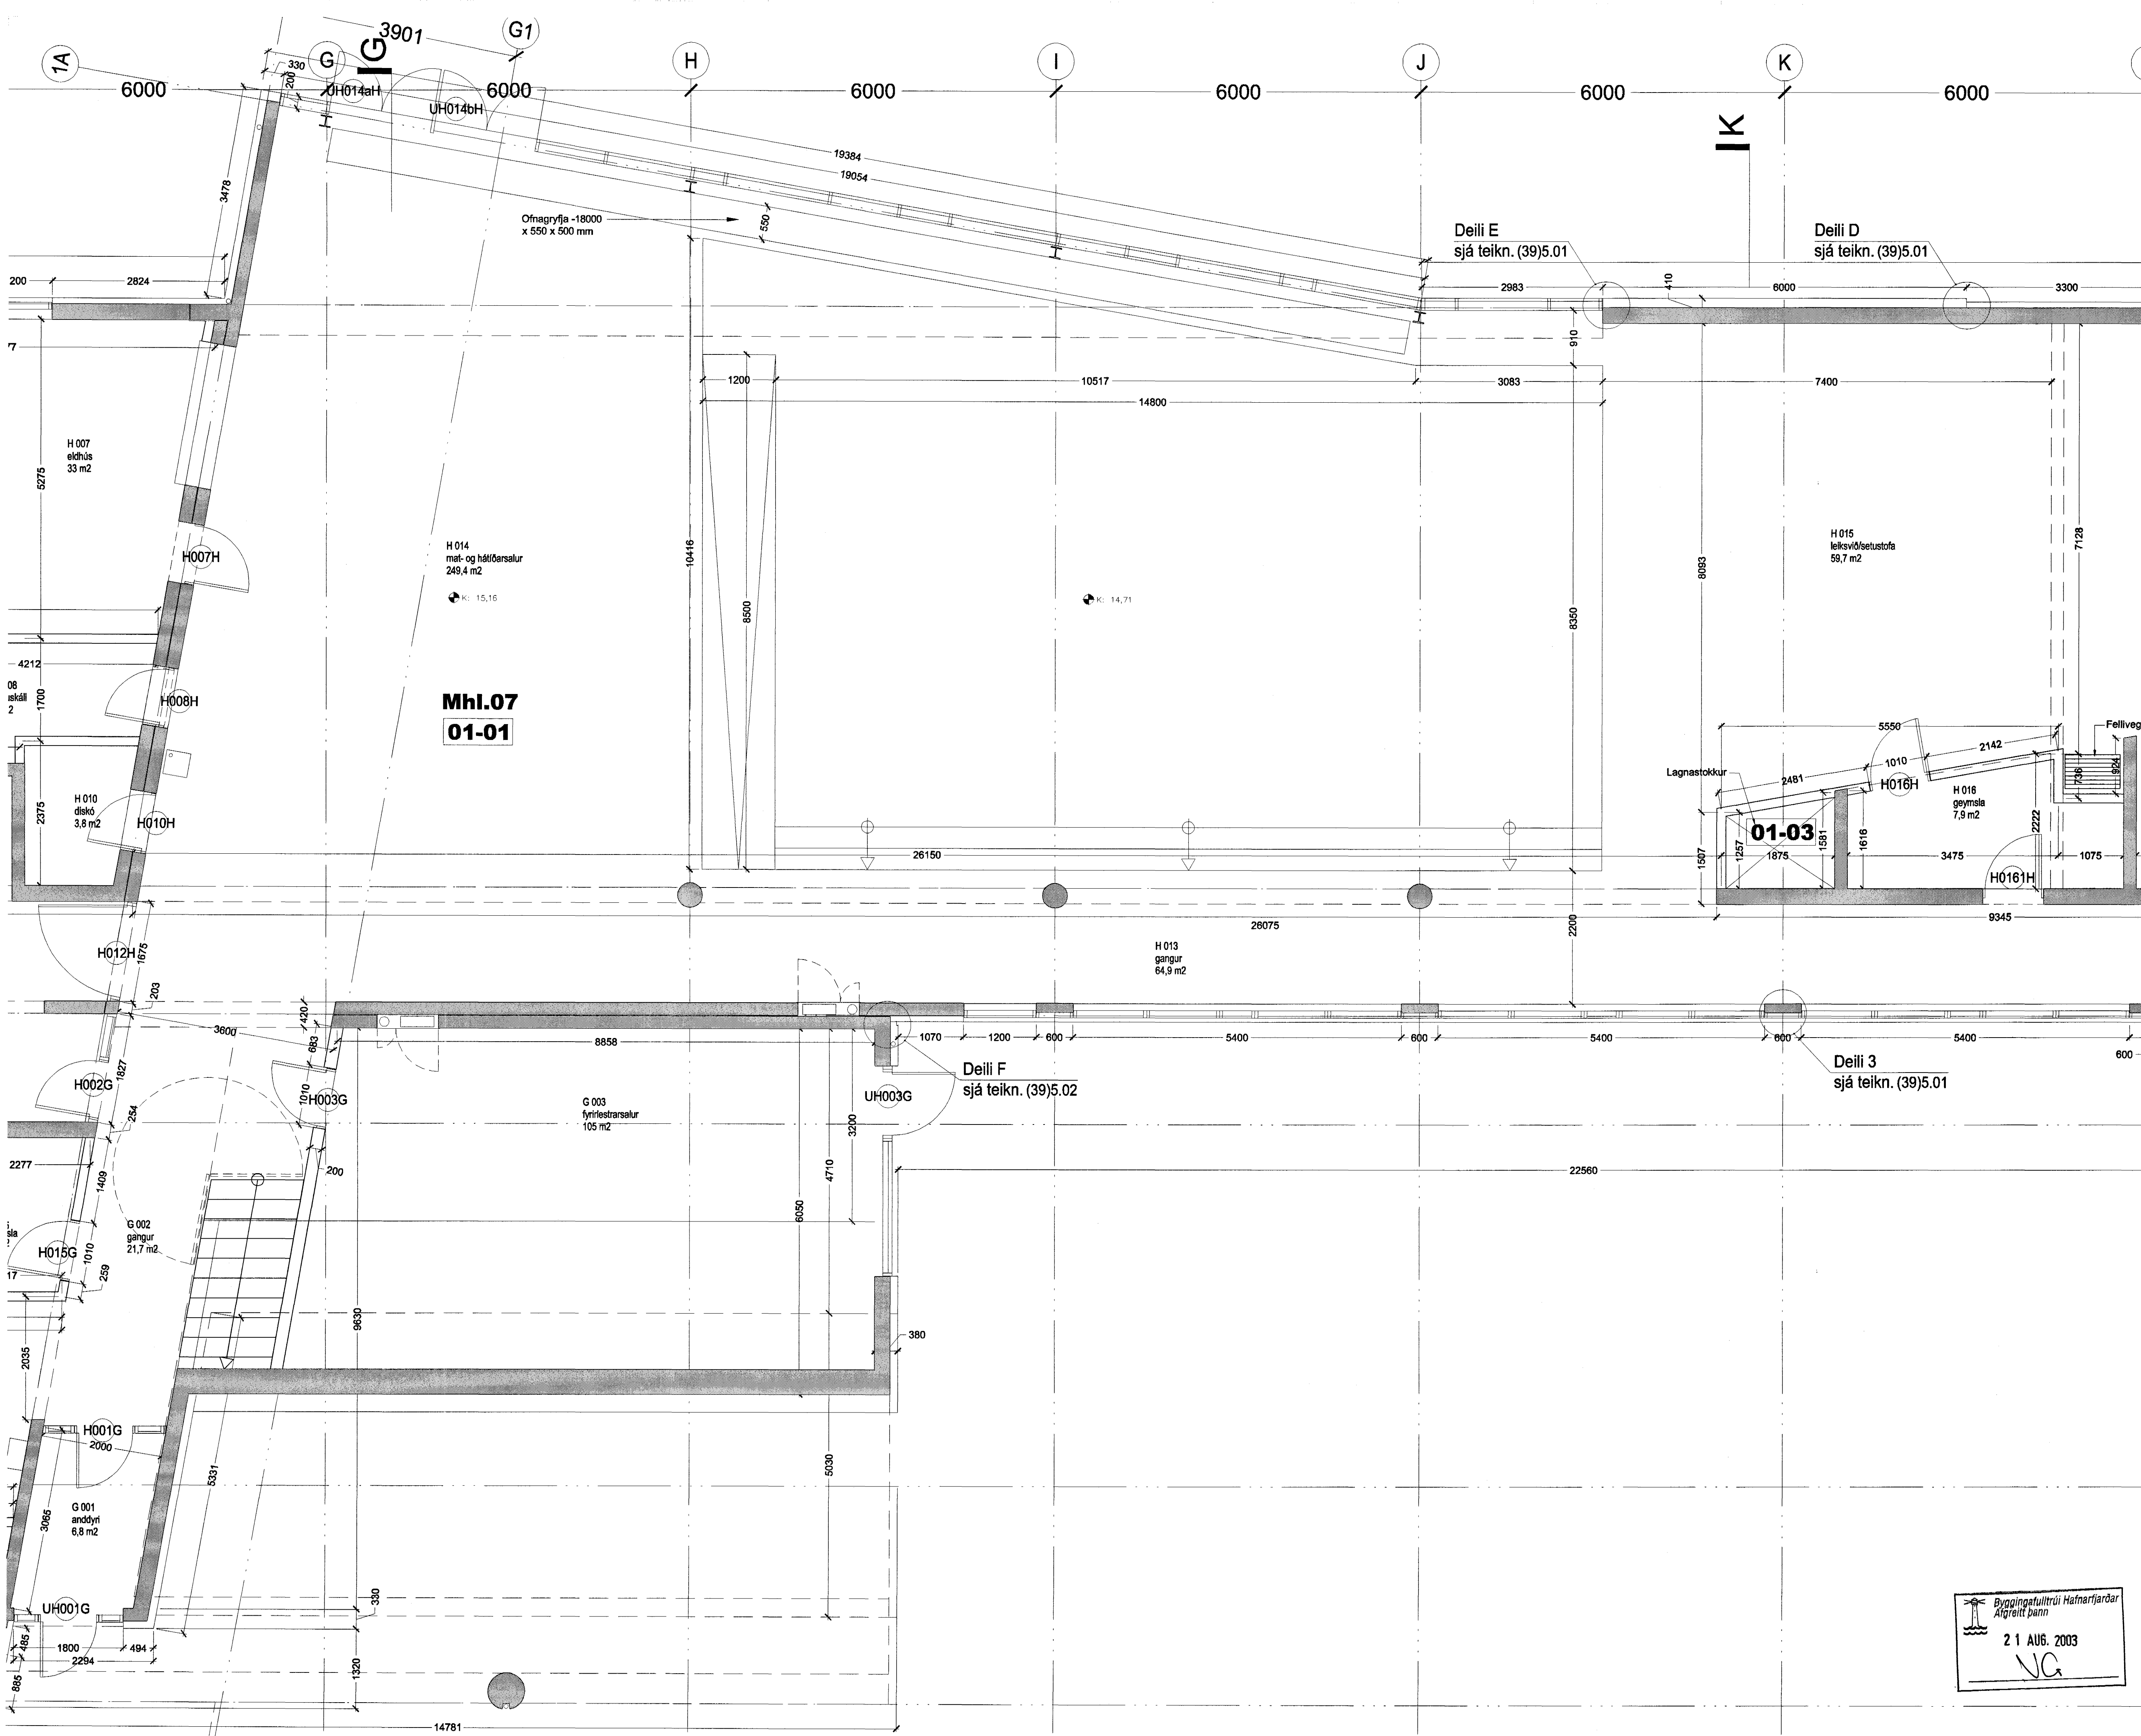 1A
G
3901
G1
H
I
J
K
6000
6000
6000
6000
6000
6000
330
200
G
UH014aH
UH014bH
K
19384
19054
3478
Ofnagryfja -18000
x 550 x 500 mm
550
Deili E
sjá teikn. (39)5.01
Deili D
sjá teikn. (39)5.01
200
2824
2983
410
6000
3300
910
1200
10517
3083
7400
14800
H 007
eldhús
33 m2
5275
H007H
H 014
mat- og hátíðarsalur
249,4 m2
K: 15,16
10416
8500
K: 14,71
8350
8093
H 015
leiksvið/setustofa
59,7 m2
7128
4212
1700
H008H
Mhl.07
01-01
5550
2142
1010
2481
H016H
Lagnastokkur
736
924
H 010
diskó
3,8 m2
2375
H010H
H 016
geymsla
7,9 m2
01-03
1507
1257
1875
1581
1616
3475
2222
1075
H0161H
26150
26075
9345
2200
H012H
1675
203
H 013
gangur
64,9 m2
420
3600
683
8858
1070
1200
600
5400
600
5400
600
5400
600
Deili F
sjá teikn. (39)5.02
Deili 3
sjá teikn. (39)5.01
H002G
1827
254
1010
H003G
G 003
fyrirlestrarsalur
105 m2
3200
UH003G
2277
1409
200
4710
22560
6050
G 002
gangur
21,7 m2
H015G
1010
259
2035
9630
380
H001G
2000
5331
5030
G 001
anddyri
6,8 m2
3065
330
UH001G
485
1800
494
2294
885
1320
14781
Byggingafulltrúi Hafnarfjarðar
Afgreitt þann
21 AUG. 2003
VG